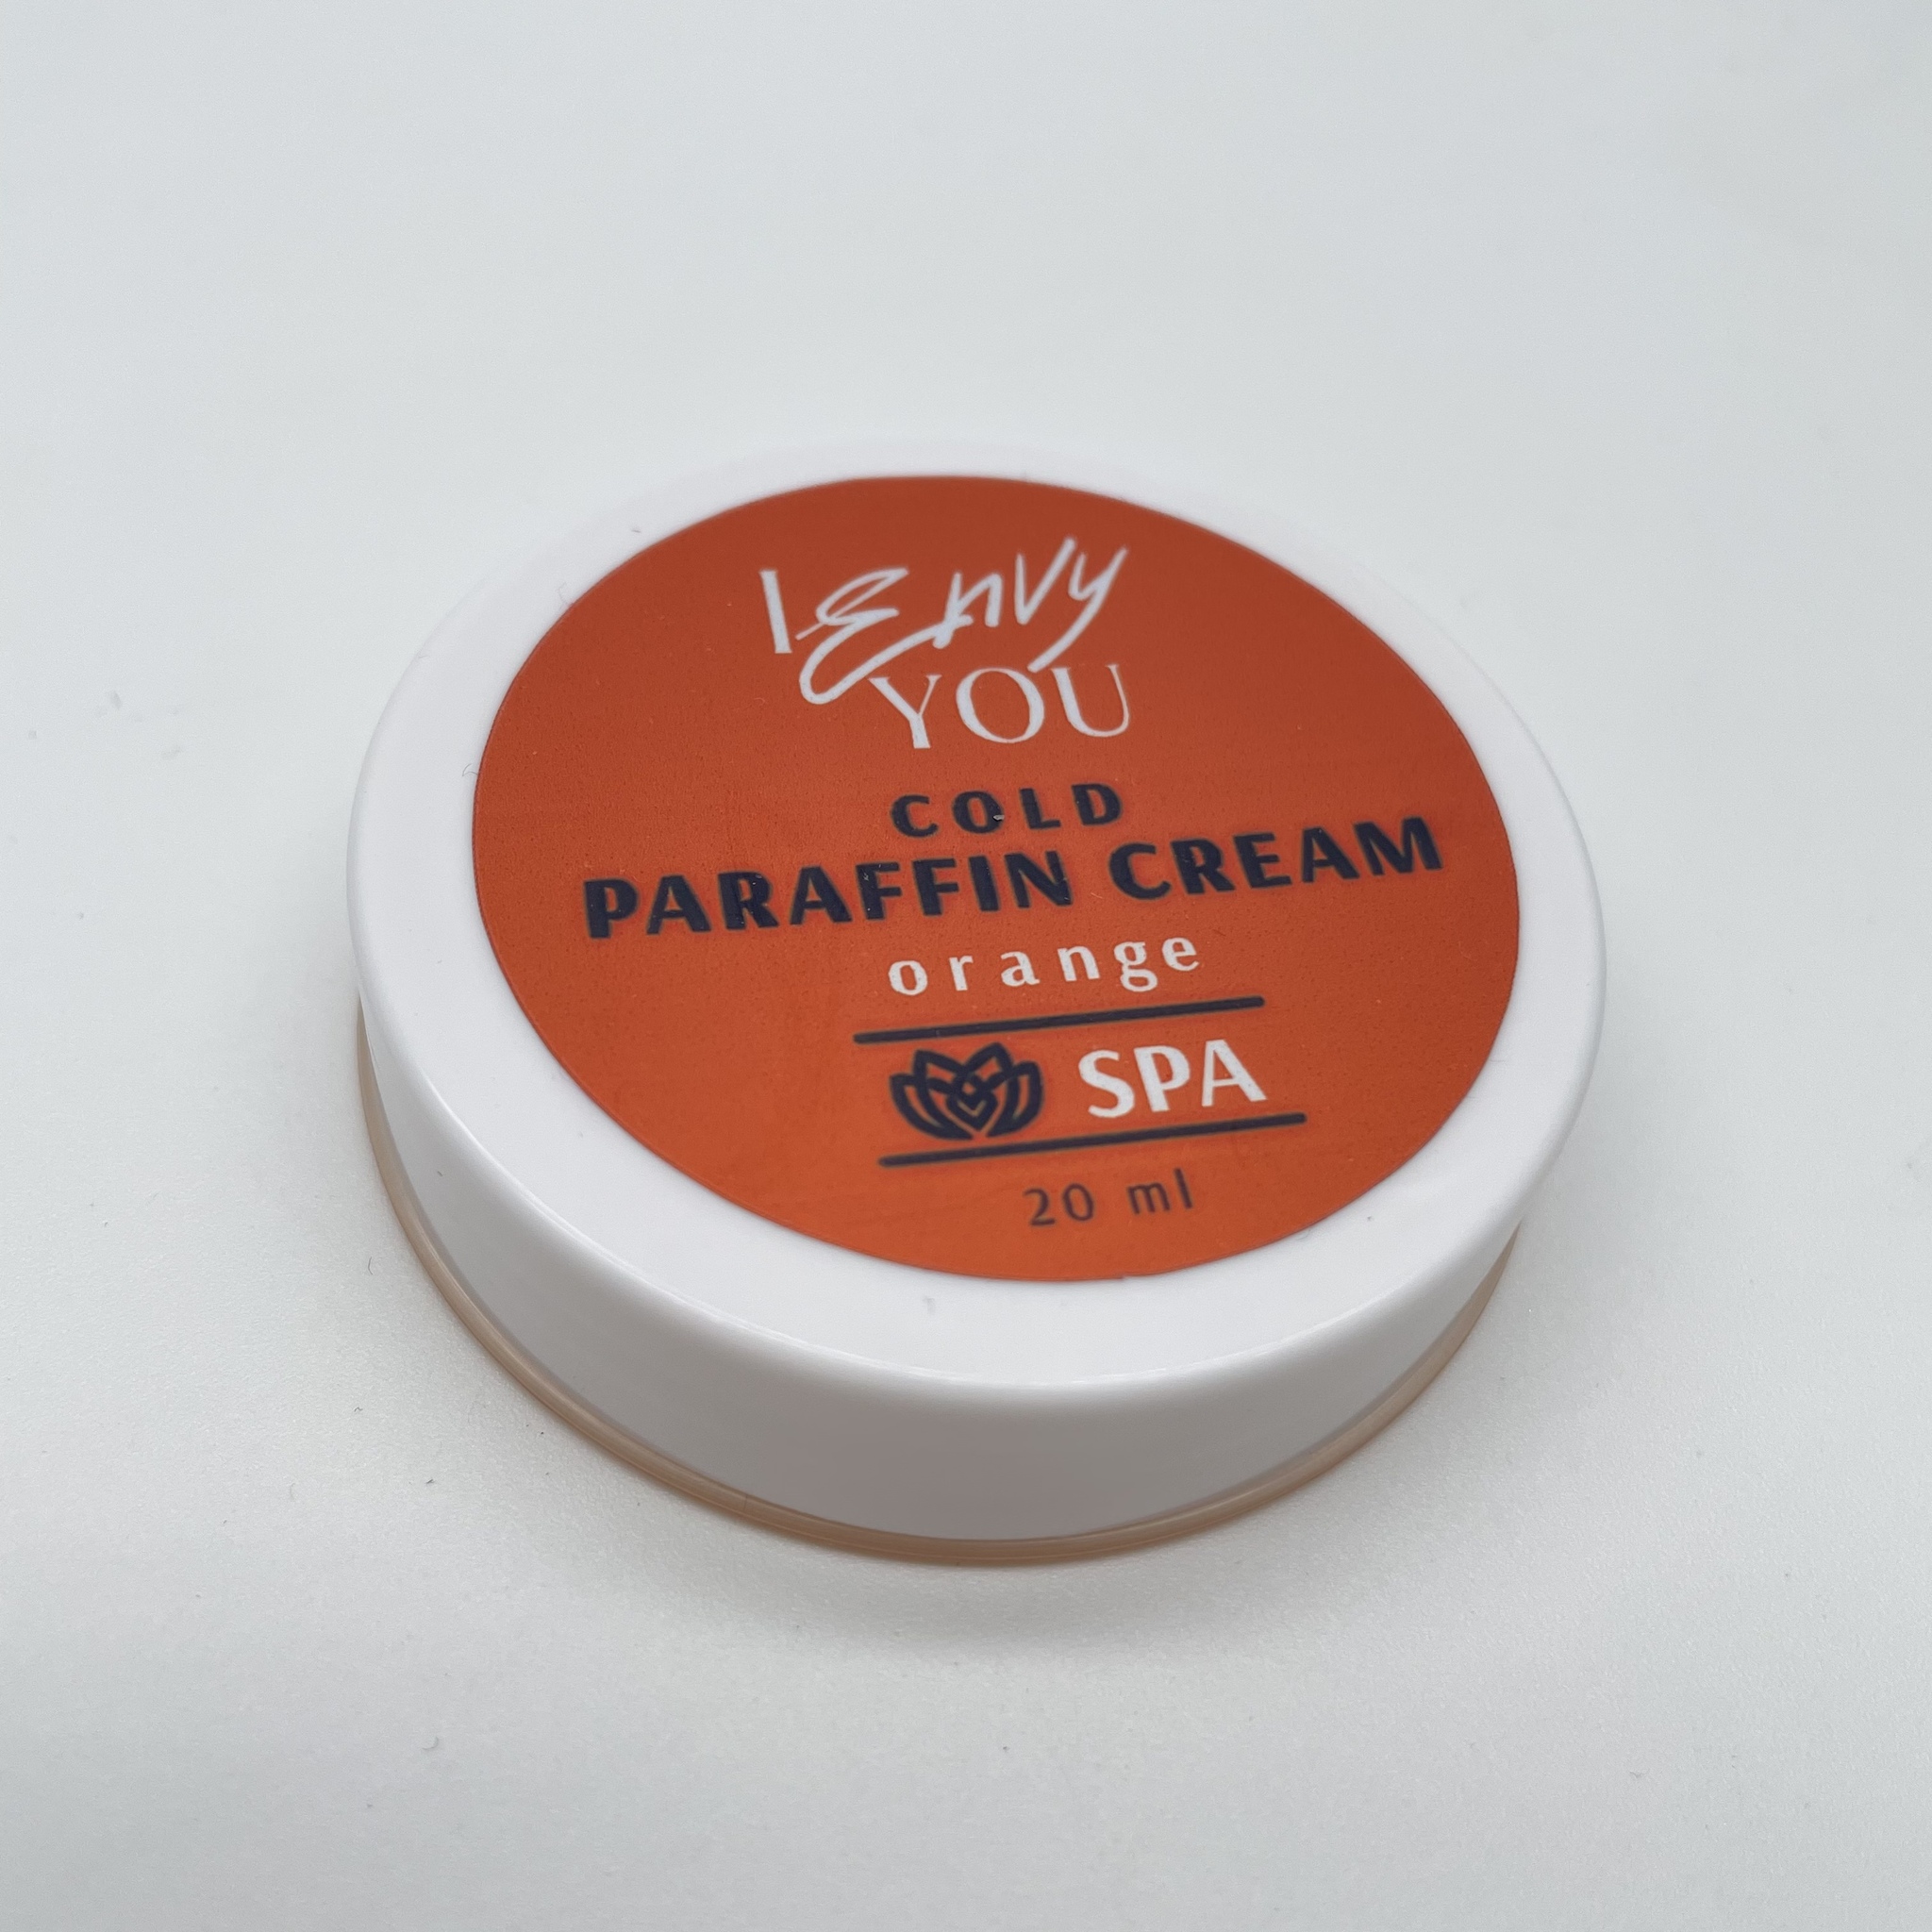 I Envy
YOU
COLD
PARAFFIN CREAM
orange
SPA
20 ml